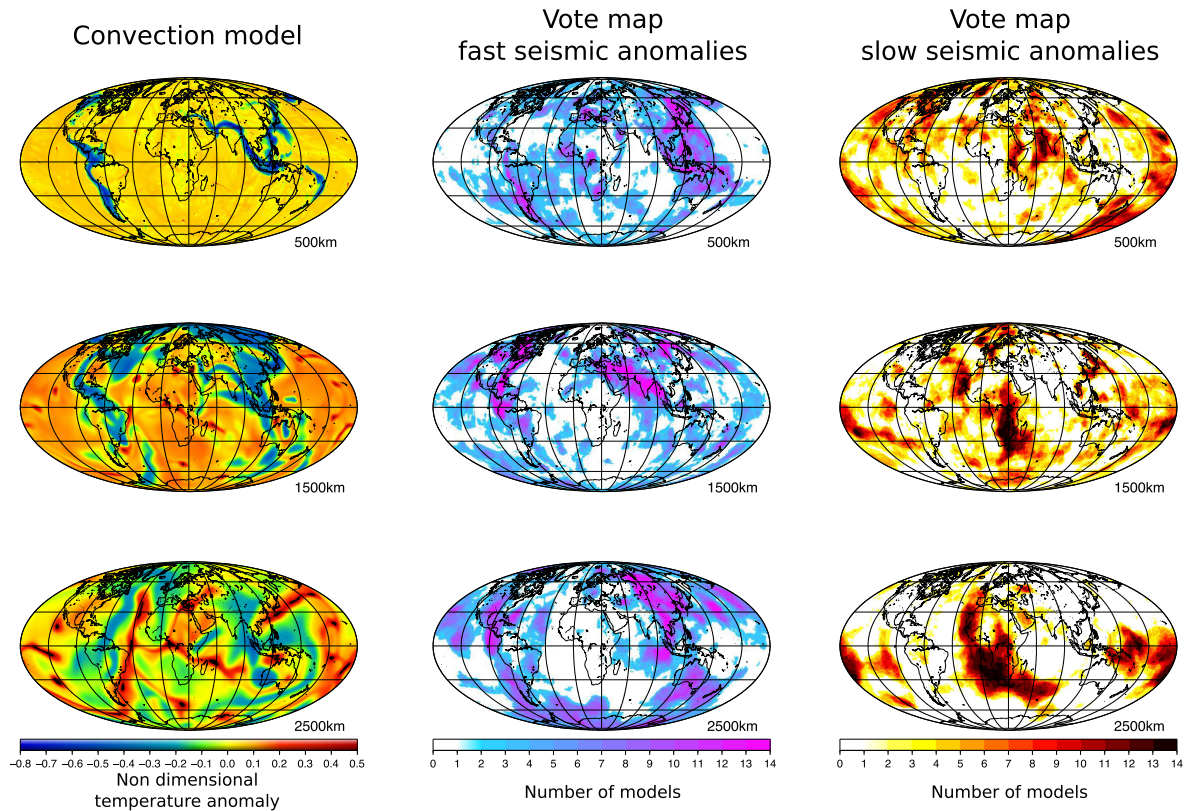 Convection model
Vote map
fast seismic anomalies
Vote map
slow seismic anomalies
500km
500km
500km
1500km
1500km
1500km
2500km
2500km
2500km
−0.8 −0.7 −0.6 −0.5 −0.4 −0.3 −0.2 −0.1 0.0 0.1 0.2 0.3 0.4 0.5
0 1 2 3 4 5 6 7 8 9 10 11 12 13 14
0 1 2 3 4 5 6 7 8 9 10 11 12 13 14
Non dimensional
temperature anomaly
Number of models
Number of models